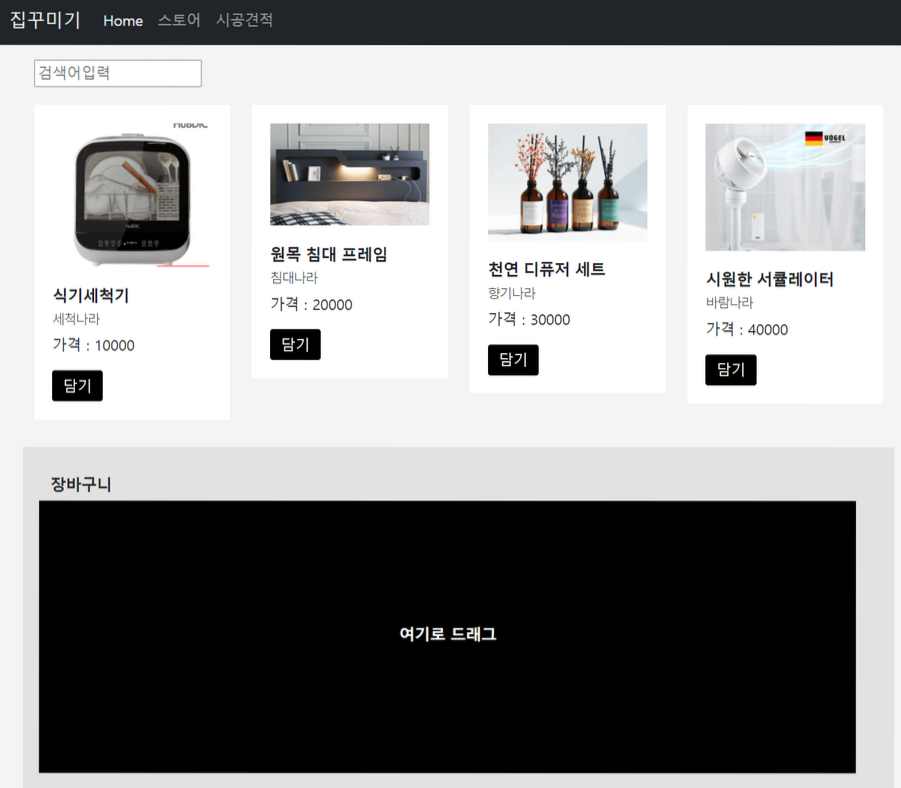 집꾸미기 Home 스토어 시공견적
검색어입력
HUBDIC
식기세척기
세척나라
가격 : 10000
담기
원목 침대 프레임
침대나라
가격 : 20000
담기
천연 디퓨저 세트
향기나라
가격 : 30000
담기
VÖGEL
시원한 서큘레이터
바람나라
가격 : 40000
담기
장바구니
여기로 드래그